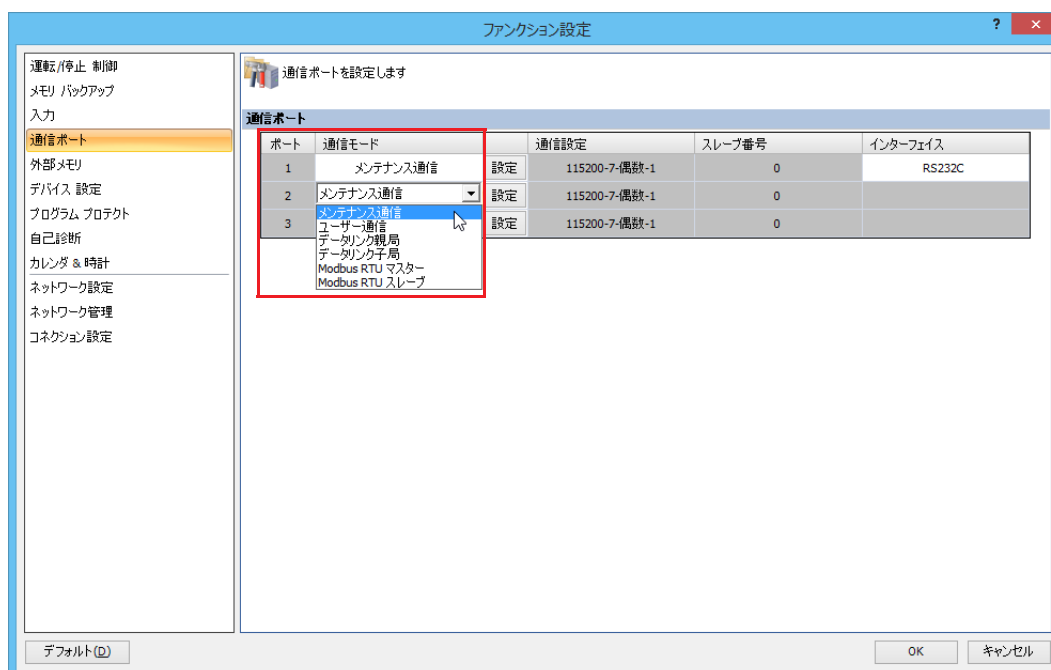 ファンクション設定
?
運転/停止 制御
メモリ バックアップ
入力
通信ポート
外部メモリ
デバイス 設定
プログラム プロテクト
自己診断
カレンダ & 時計
ネットワーク設定
ネットワーク管理
コネクション設定
通信ポートを設定します
通信ポート
ポート 通信モード 通信設定 スレーブ番号 インターフェイス
1 メンテナンス通信 設定 115200-7-偶数-1 0 RS232C
2 メンテナンス通信 設定 115200-7-偶数-1 0
3 設定 115200-7-偶数-1 0
メンテナンス通信
ユーザー通信
データリンク親局
データリンク子局
Modbus RTU マスター
Modbus RTU スレーブ
デフォルト(D)
OK
キャンセル